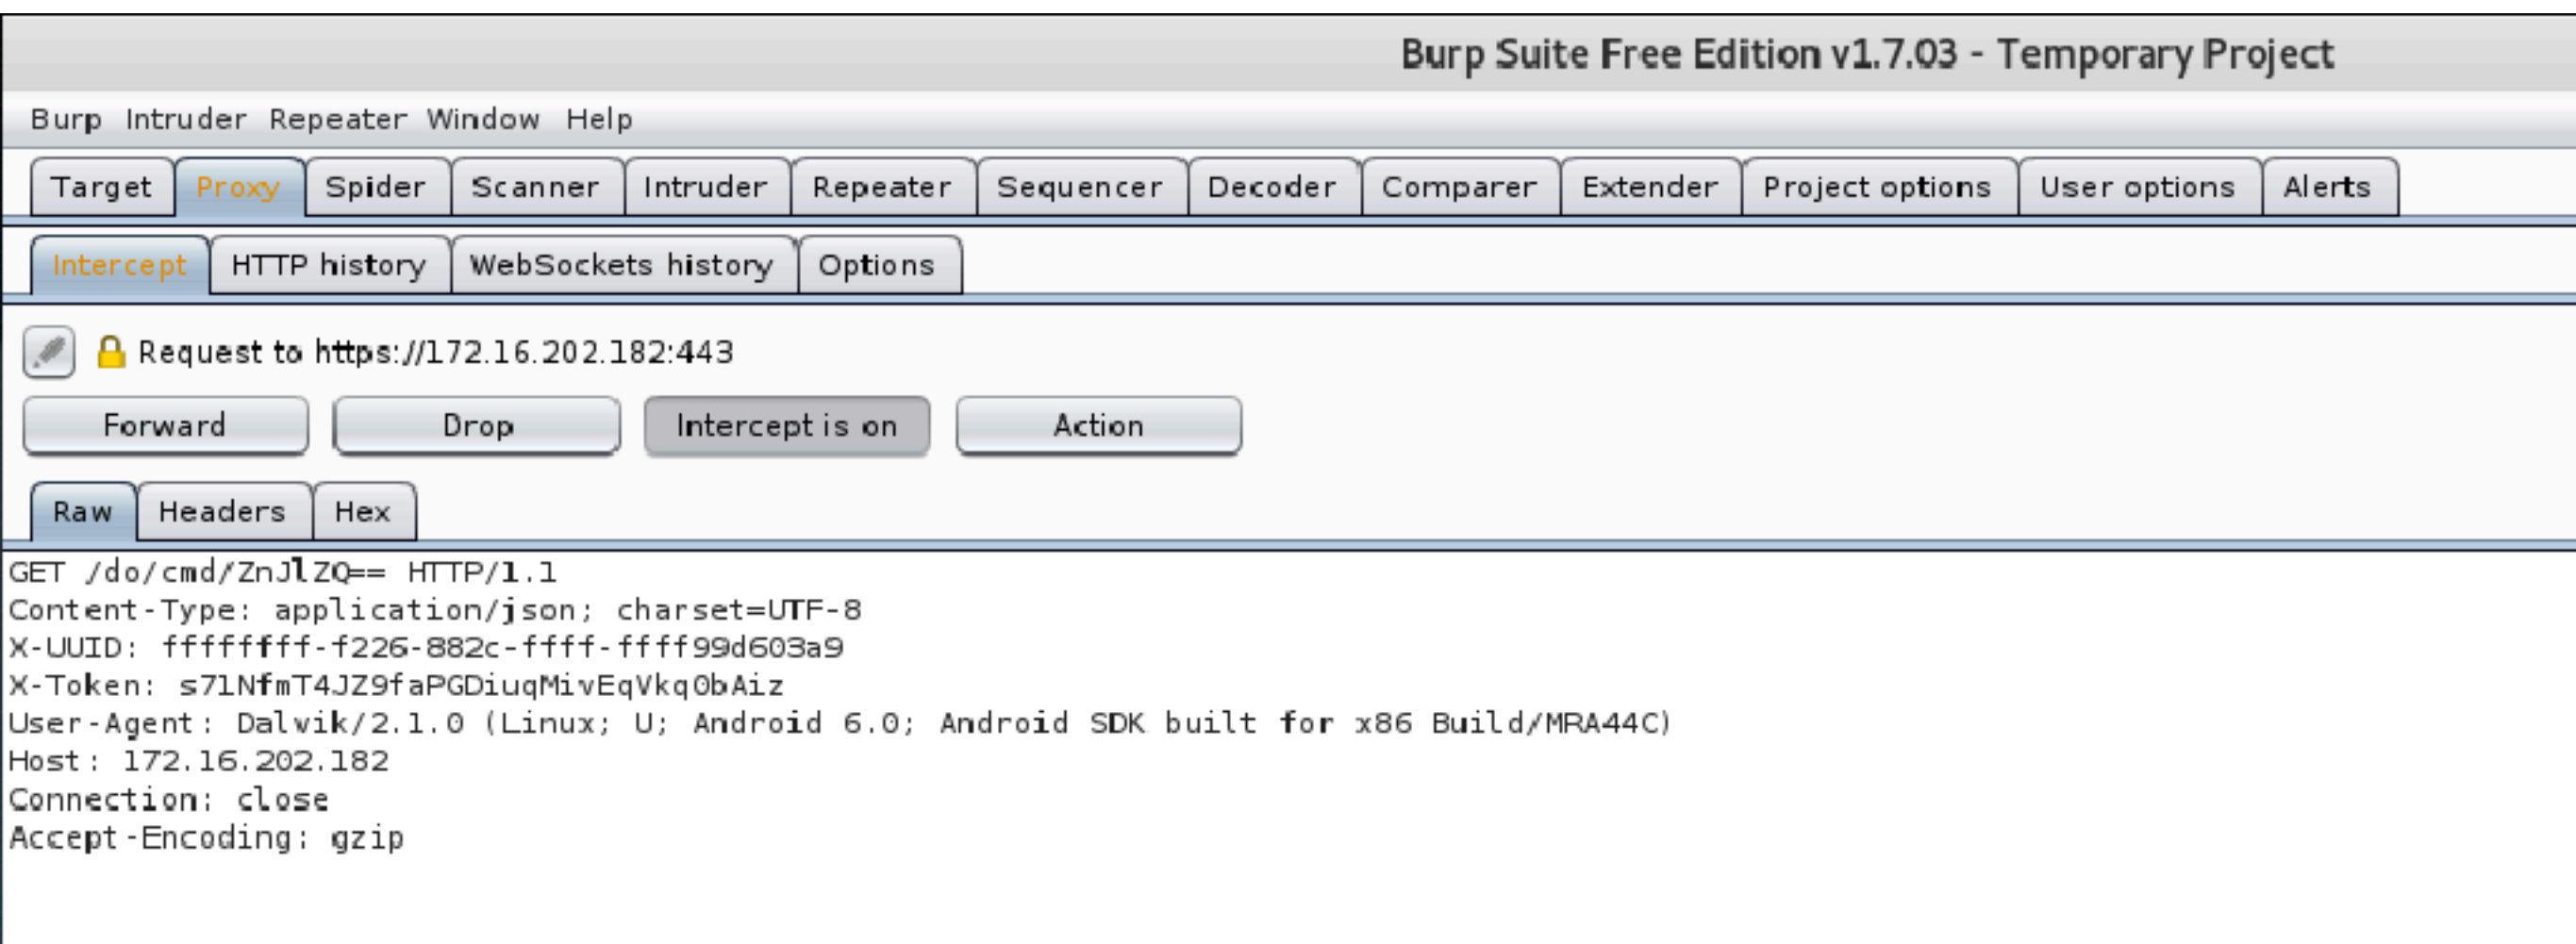 Burp Suite Free Edition v1.7.03 - Temporary Project
Burp Intruder Repeater Window Help
Target Proxy Spider Scanner Intruder Repeater Sequencer Decoder Comparer Extender Project options User options Alerts
Intercept HTTP history WebSockets history Options
Request to https://172.16.202.182:443
Forward Drop Intercept is on Action
Raw Headers Hex
GET /do/cmd/ZnJlZQ== HTTP/1.1
Content-Type: application/json; charset=UTF-8
X-UUID: ffffffff-f226-882c-ffff-ffff99d603a9
X-Token: s71NfmT4JZ9faPGDiuqMivEqVkq0bAiz
User-Agent: Dalvik/2.1.0 (Linux; U; Android 6.0; Android SDK built for x86 Build/MRA44C)
Host: 172.16.202.182
Connection: close
Accept-Encoding: gzip